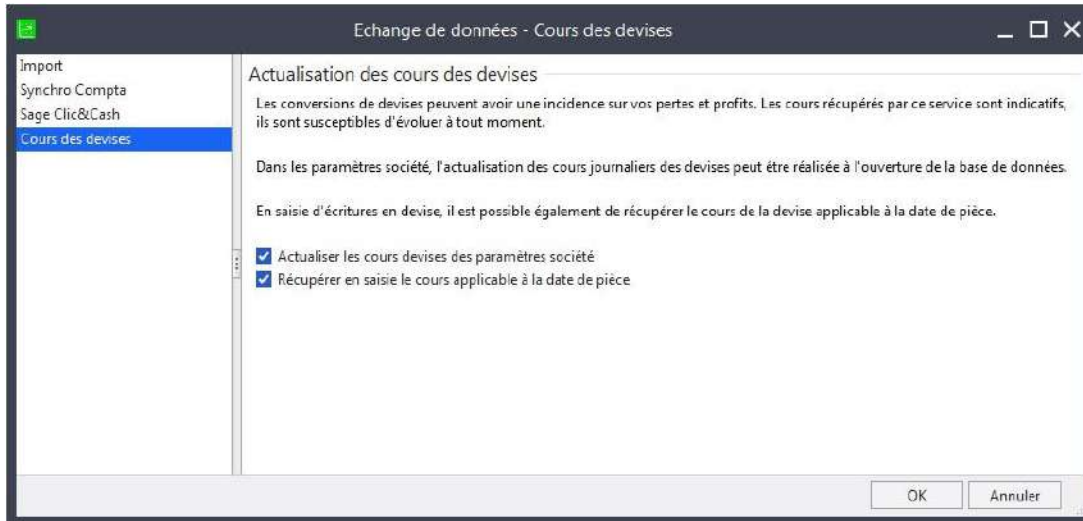 Echange de données - Cours des devises
Import
Synchro Compta
Sage Clic&Cash
Cours des devises
Actualisation des cours des devises
Les conversions de devises peuvent avoir une incidence sur vos pertes et profits. Les cours récupérés par ce service sont indicatifs,
ils sont susceptibles d'évoluer à tout moment.
Dans les paramètres société, l'actualisation des cours journaliers des devises peut être réalisée à l'ouverture de la base de données.
En saisie d'écritures en devise, il est possible également de récupérer le cours de la devise applicable à la date de pièce.
Actualiser les cours devises des paramètres société
Récupérer en saisie le cours applicable à la date de pièce
OK
Annuler